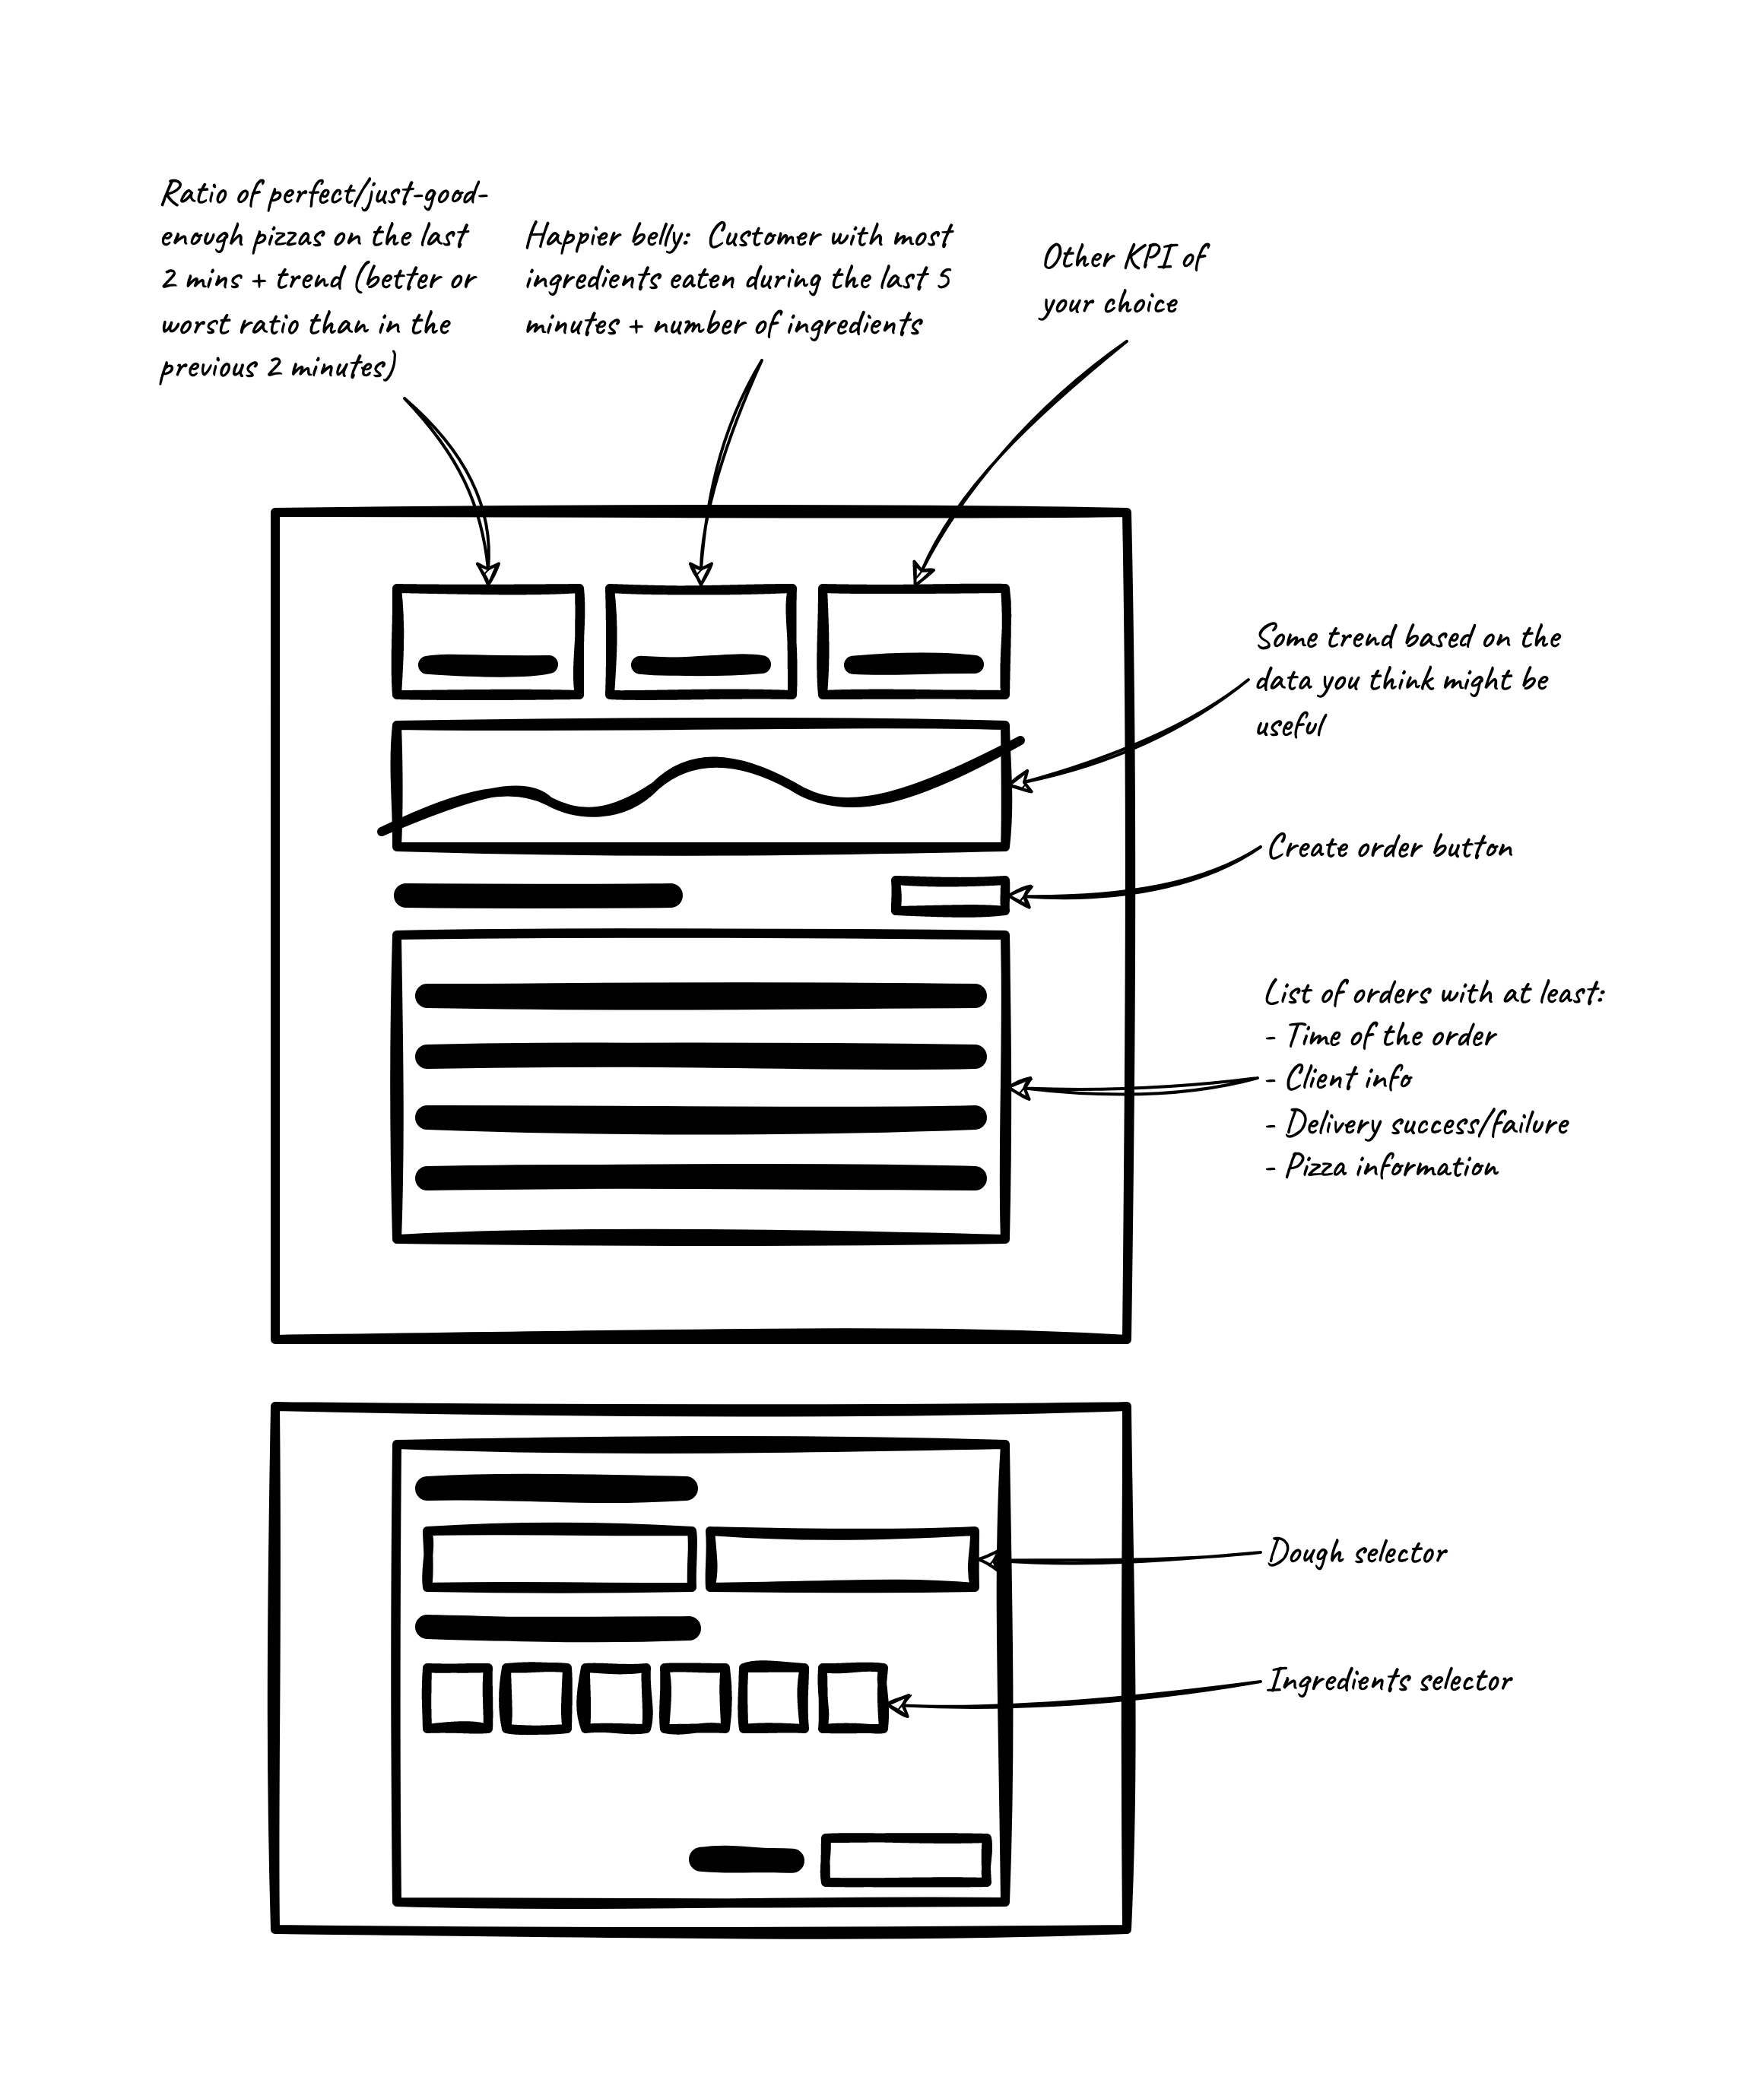 Ratio of perfect/just-good-
enough pizzas on the last
2 mins + trend (better or
worst ratio than in the
previous 2 minutes)
Happier belly: Customer with most
ingredients eaten during the last 5
minutes + number of ingredients
Other KPI of
your choice
Some trend based on the
data you think might be
useful
Create order button
List of orders with at least:
- Time of the order
- Client info
- Delivery success/failure
- Pizza information
Dough selector
Ingredients selector